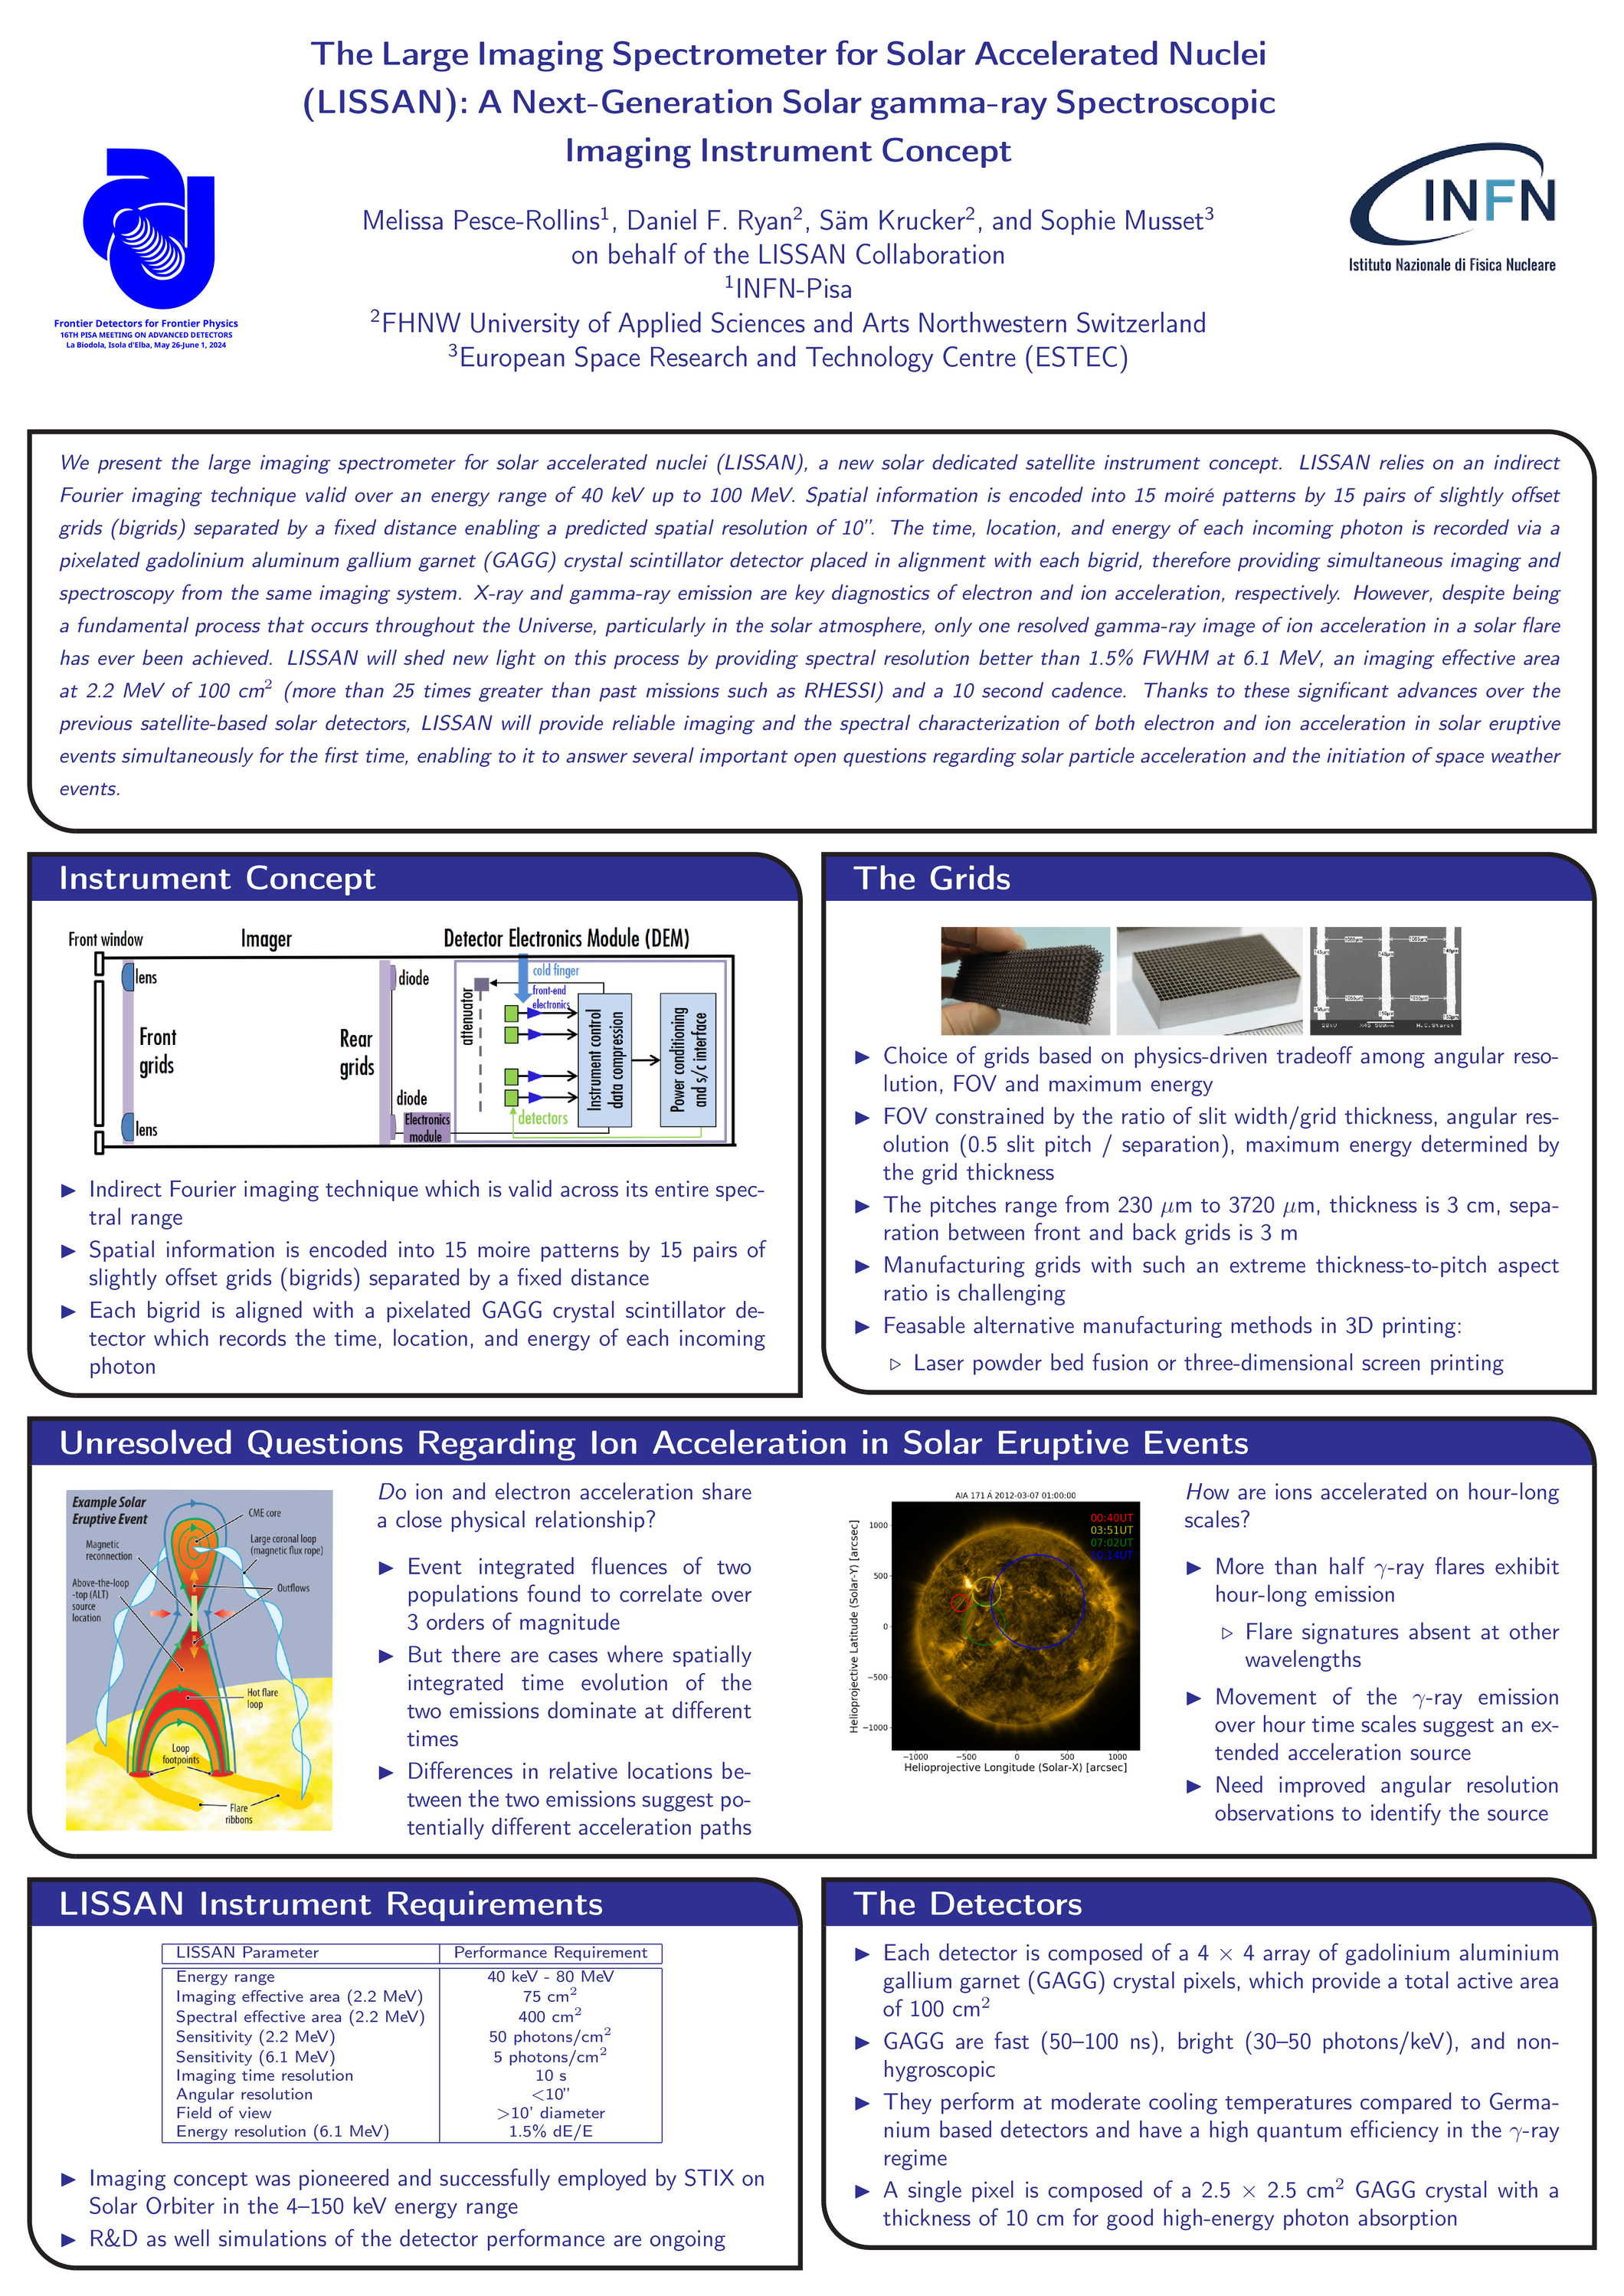 The Large Imaging Spectrometer for Solar Accelerated Nuclei
(LISSAN): A Next-Generation Solar gamma-ray Spectroscopic
Imaging Instrument Concept
Melissa Pesce-Rollins1, Daniel F. Ryan2, Säm Krucker2, and Sophie Musset3
on behalf of the LISSAN Collaboration
1INFN-Pisa
2FHNW University of Applied Sciences and Arts Northwestern Switzerland
3European Space Research and Technology Centre (ESTEC)
Frontier Detectors for Frontier Physics
16TH PISA MEETING ON ADVANCED DETECTORS
La Biodola, Isola d'Elba, May 26-June 1, 2024
INFN
Istituto Nazionale di Fisica Nucleare
We present the large imaging spectrometer for solar accelerated nuclei (LISSAN), a new solar dedicated satellite instrument concept. LISSAN relies on an indirect
Fourier imaging technique valid over an energy range of 40 keV up to 100 MeV. Spatial information is encoded into 15 moiré patterns by 15 pairs of slightly offset
grids (bigrids) separated by a fixed distance enabling a predicted spatial resolution of 10”. The time, location, and energy of each incoming photon is recorded via a
pixelated gadolinium aluminum gallium garnet (GAGG) crystal scintillator detector placed in alignment with each bigrid, therefore providing simultaneous imaging and
spectroscopy from the same imaging system. X-ray and gamma-ray emission are key diagnostics of electron and ion acceleration, respectively. However, despite being
a fundamental process that occurs throughout the Universe, particularly in the solar atmosphere, only one resolved gamma-ray image of ion acceleration in a solar flare
has ever been achieved. LISSAN will shed new light on this process by providing spectral resolution better than 1.5% FWHM at 6.1 MeV, an imaging effective area
at 2.2 MeV of 100 cm2 (more than 25 times greater than past missions such as RHESSI) and a 10 second cadence. Thanks to these significant advances over the
previous satellite-based solar detectors, LISSAN will provide reliable imaging and the spectral characterization of both electron and ion acceleration in solar eruptive
events simultaneously for the first time, enabling to it to answer several important open questions regarding solar particle acceleration and the initiation of space weather
events.
Instrument Concept
Front window
Imager
Detector Electronics Module (DEM)
lens
Front
grids
lens
Rear
grids
diode
diode
Electronics
module
attenuator
cold finger
front-end
electronics
detectors
Instrument control
data compression
Power conditioning
and s/c interface
▶ Indirect Fourier imaging technique which is valid across its entire spec-
tral range
▶ Spatial information is encoded into 15 moire patterns by 15 pairs of
slightly offset grids (bigrids) separated by a fixed distance
▶ Each bigrid is aligned with a pixelated GAGG crystal scintillator de-
tector which records the time, location, and energy of each incoming
photon
The Grids
▶ Choice of grids based on physics-driven tradeoff among angular reso-
lution, FOV and maximum energy
▶ FOV constrained by the ratio of slit width/grid thickness, angular res-
olution (0.5 slit pitch / separation), maximum energy determined by
the grid thickness
▶ The pitches range from 230 μm to 3720 μm, thickness is 3 cm, sepa-
ration between front and back grids is 3 m
▶ Manufacturing grids with such an extreme thickness-to-pitch aspect
ratio is challenging
▶ Feasable alternative manufacturing methods in 3D printing:
▷ Laser powder bed fusion or three-dimensional screen printing
Unresolved Questions Regarding Ion Acceleration in Solar Eruptive Events
Example Solar
Eruptive Event
CME core
Magnetic
reconnection
Large coronal loop
(magnetic flux rope)
Above-the-loop
-top (ALT)
source
location
Outflows
Hot flare
loop
Loop
footpoints
Flare
ribbons
Do ion and electron acceleration share
a close physical relationship?
▶ Event integrated fluences of two
populations found to correlate over
3 orders of magnitude
▶ But there are cases where spatially
integrated time evolution of the
two emissions dominate at different
times
▶ Differences in relative locations be-
tween the two emissions suggest po-
tentially different acceleration paths
AIA 171 Å 2012-03-07 01:00:00
00:40UT
03:51UT
07:02UT
10:14UT
Helioprojective Latitude (Solar-Y) [arcsec]
1000
500
0
−500
−1000
−1000 −500 0 500 1000
Helioprojective Longitude (Solar-X) [arcsec]
How are ions accelerated on hour-long
scales?
▶ More than half γ-ray flares exhibit
hour-long emission
▷ Flare signatures absent at other
wavelengths
▶ Movement of the γ-ray emission
over hour time scales suggest an ex-
tended acceleration source
▶ Need improved angular resolution
observations to identify the source
LISSAN Instrument Requirements
LISSAN Parameter Performance Requirement
Energy range 40 keV - 80 MeV
Imaging effective area (2.2 MeV) 75 cm2
Spectral effective area (2.2 MeV) 400 cm2
Sensitivity (2.2 MeV) 50 photons/cm2
Sensitivity (6.1 MeV) 5 photons/cm2
Imaging time resolution 10 s
Angular resolution <10”
Field of view >10’ diameter
Energy resolution (6.1 MeV) 1.5% dE/E
▶ Imaging concept was pioneered and successfully employed by STIX on
Solar Orbiter in the 4–150 keV energy range
▶ R&D as well simulations of the detector performance are ongoing
The Detectors
▶ Each detector is composed of a 4 × 4 array of gadolinium aluminium
gallium garnet (GAGG) crystal pixels, which provide a total active area
of 100 cm2
▶ GAGG are fast (50–100 ns), bright (30–50 photons/keV), and non-
hygroscopic
▶ They perform at moderate cooling temperatures compared to Germa-
nium based detectors and have a high quantum efficiency in the γ-ray
regime
▶ A single pixel is composed of a 2.5 × 2.5 cm2 GAGG crystal with a
thickness of 10 cm for good high-energy photon absorption